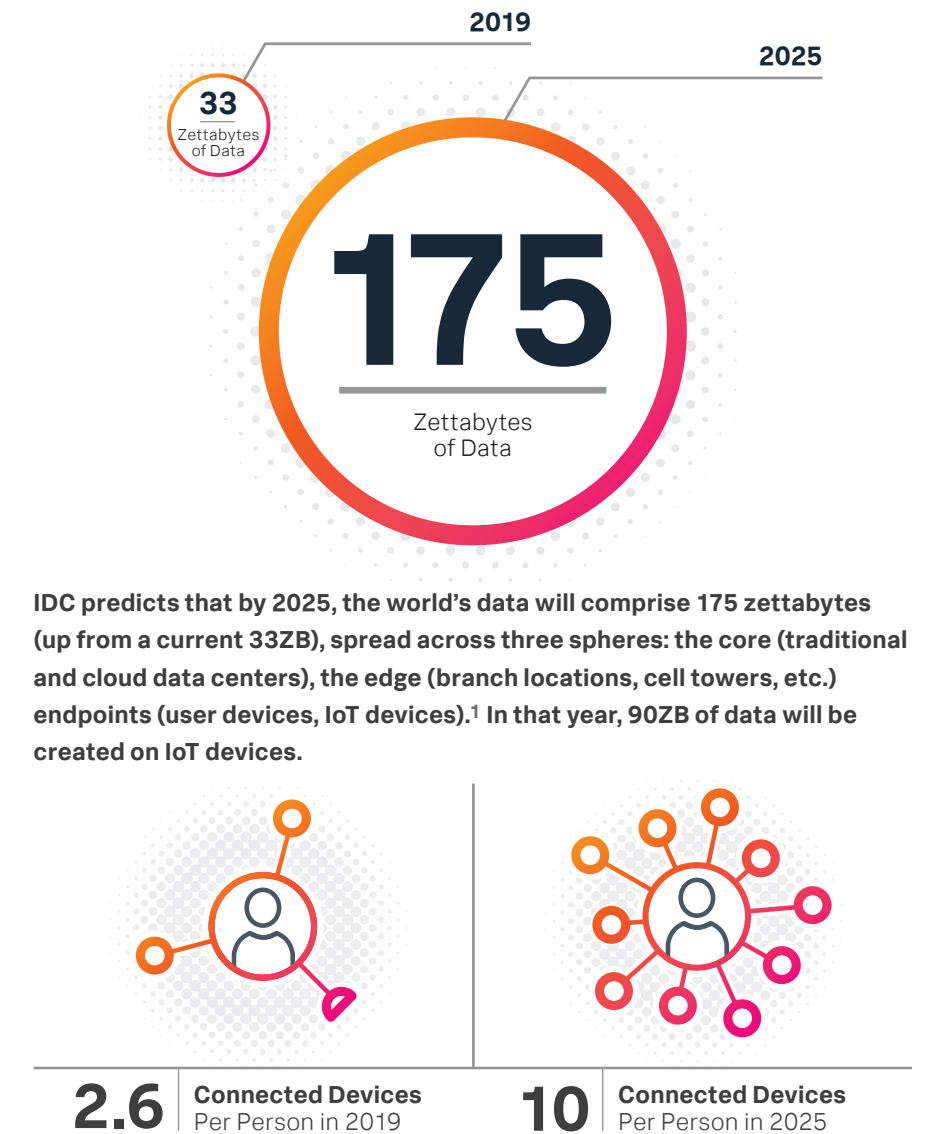 2019
2025
33
Zettabytes
of Data
175
Zettabytes
of Data
IDC predicts that by 2025, the world’s data will comprise 175 zettabytes
(up from a current 33ZB), spread across three spheres: the core (traditional
and cloud data centers), the edge (branch locations, cell towers, etc.)
endpoints (user devices, IoT devices).¹ In that year, 90ZB of data will be
created on IoT devices.
2.6
Connected Devices
Per Person in 2019
10
Connected Devices
Per Person in 2025